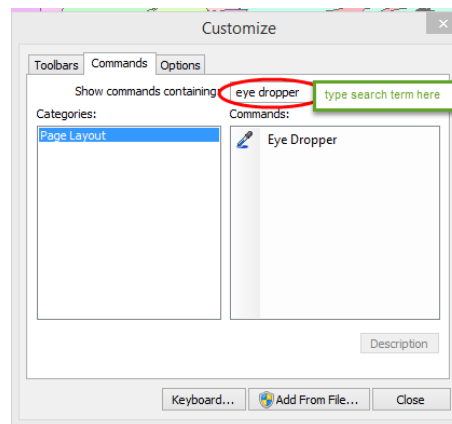 Customize
Toolbars Commands Options
Show commands containing: eye dropper type search term here
Categories: Commands:
Page Layout Eye Dropper
Description
Keyboard... Add From File... Close